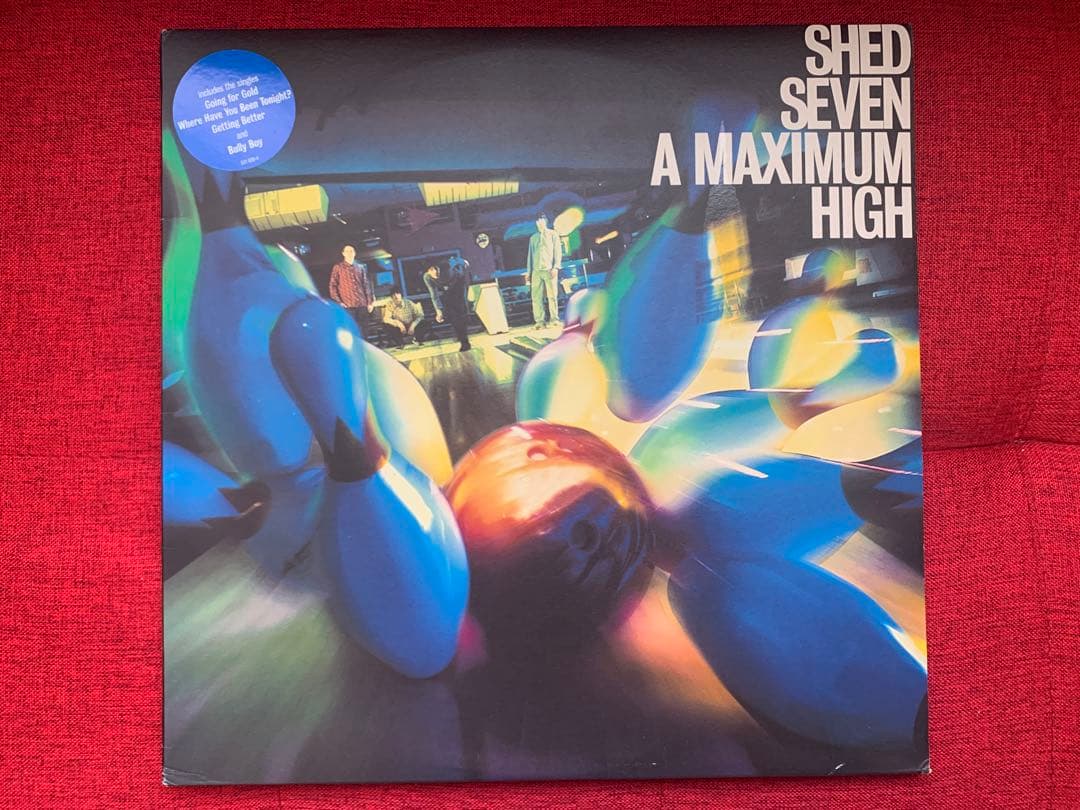 includes the singles
Going for Gold
Where Have You Been Tonight?
Getting Better
and
Bully Boy
SHED
SEVEN
A MAXIMUM
HIGH